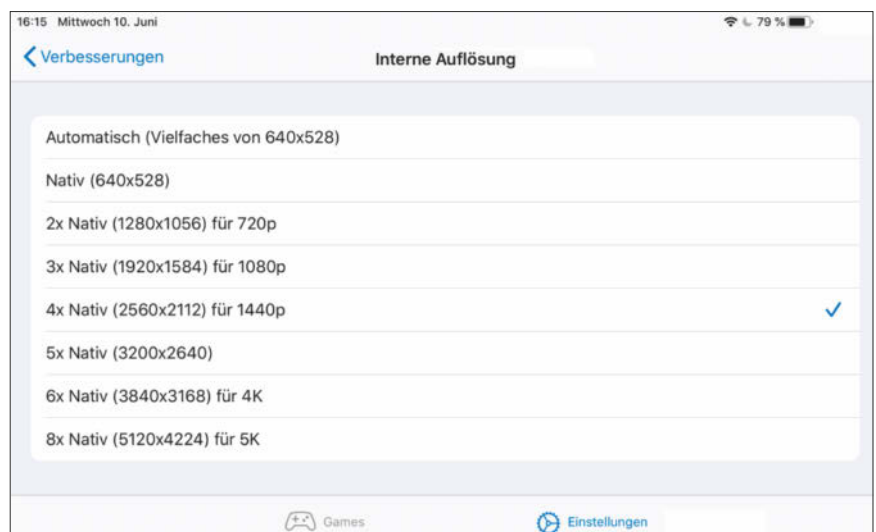 16:15 Mittwoch 10. Juni 79 %
Verbesserungen Interne Auflösung
Automatisch (Vielfaches von 640x528)
Nativ (640x528)
2x Nativ (1280x1056) für 720p
3x Nativ (1920x1584) für 1080p
4x Nativ (2560x2112) für 1440p
5x Nativ (3200x2640)
6x Nativ (3840x3168) für 4K
8x Nativ (5120x4224) für 5K
Games Einstellungen